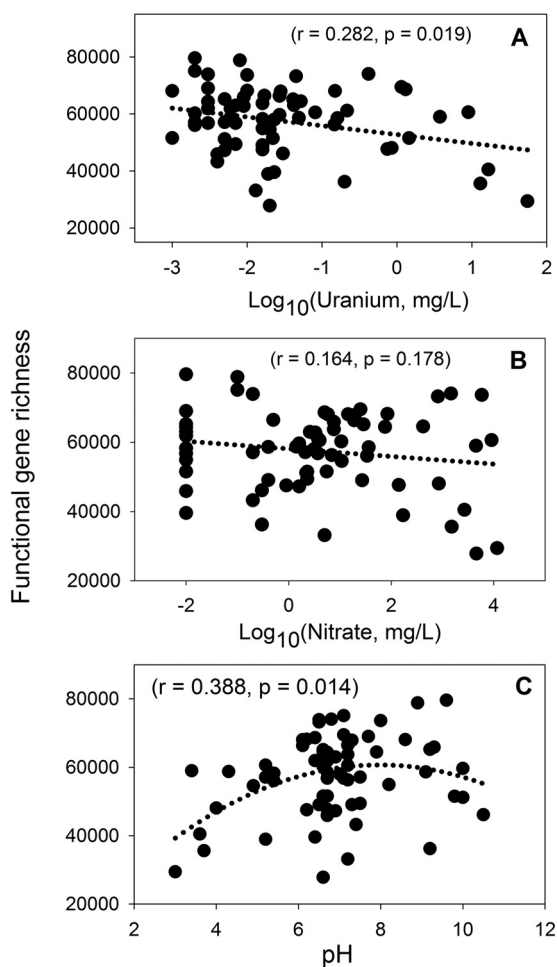 (r = 0.282, p = 0.019)
A
80000
60000
40000
20000
-3 -2 -1 0 1 2
Log10(Uranium, mg/L)
Functional gene richness
(r = 0.164, p = 0.178)
B
80000
60000
40000
20000
-2 0 2 4
Log10(Nitrate, mg/L)
(r = 0.388, p = 0.014)
C
80000
60000
40000
20000
2 4 6 8 10 12
pH